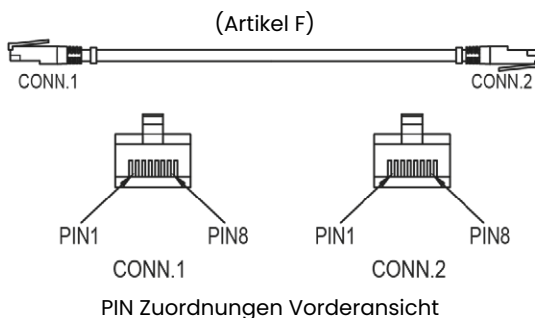 (Artikel F)
CONN.1 CONN.2
PIN1 PIN8 PIN1 PIN8
CONN.1 CONN.2
PIN Zuordnungen Vorderansicht